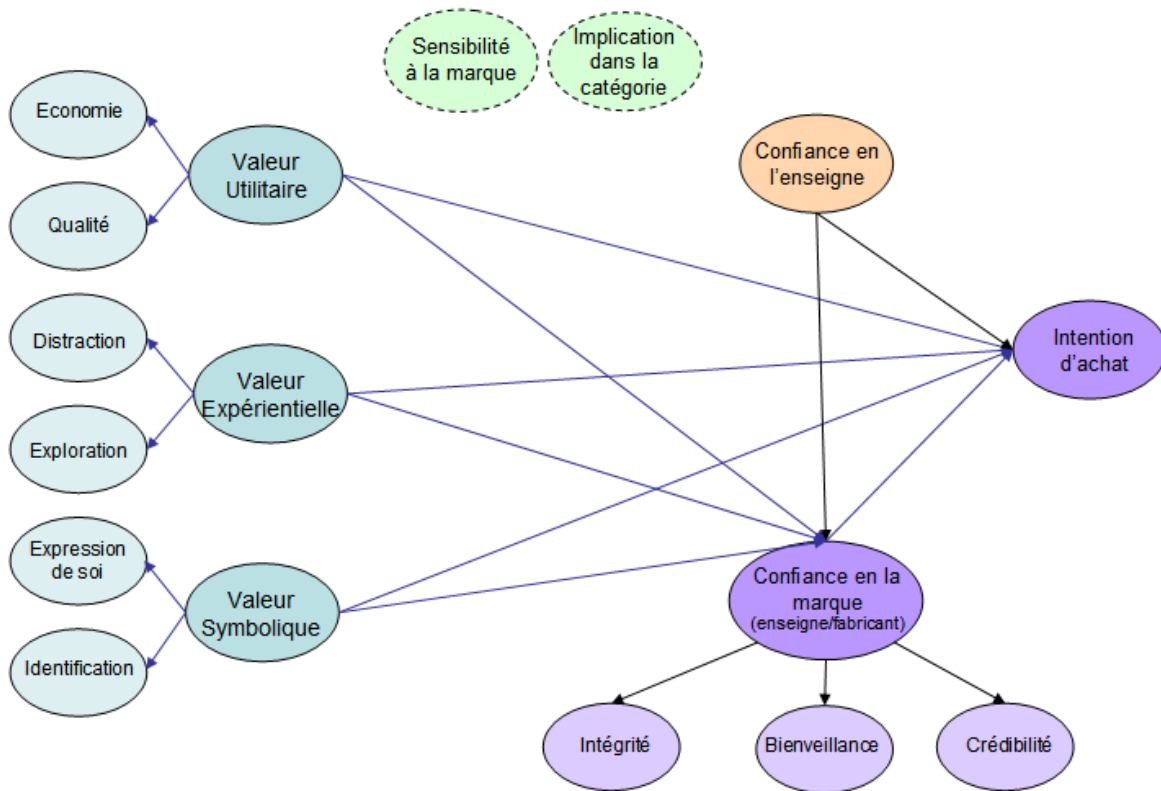 Sensibilité
à la marque
Implication
dans la
catégorie
Economie
Valeur
Utilitaire
Confiance en
l'enseigne
Qualité
Distraction
Valeur
Expérientielle
Intention
d'achat
Exploration
Expression
de soi
Valeur
Symbolique
Confiance en la
marque
(enseigne/fabricant)
Identification
Intégrité
Bienveillance
Crédibilité